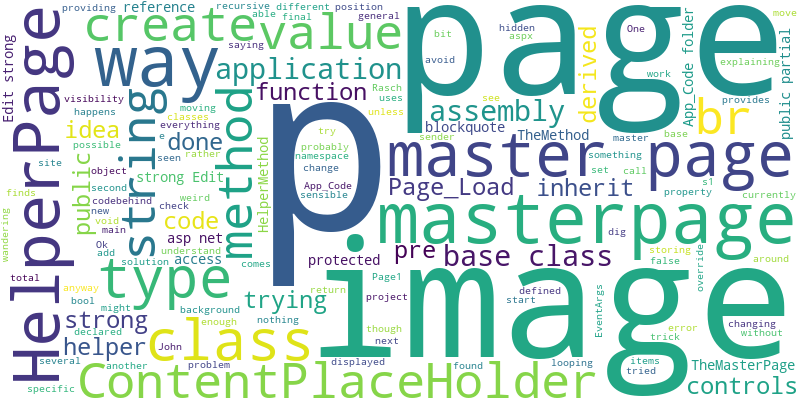 providing
reference
recursive
able
different
final
position
general
saying
Edit strong
create
value
page
bit
hidden
aspx
avoid
One
App_Code folder
public partial
move
explaining
way
application
function
visibility
moving
happens
classes
everything
Rasch
uses
unless
assembly
see
work
derived
provides
HelperPage
string
method
idea
done
seen
rather
e
possible
site
object
strong Edit
second
codebehind
new
void
check
main
Ok
add
code
weird
asp net
understand
solution
access
comes
public
finds
wandering
p
try
probably
namespace
change
App_Code
sensible
HelperMethod
blockquote
sender
TheMethod
master
base
br
something
master page
Page_Load
inherit
set
call
property
s1
currently
masterpage
dig
storing
false
around
override
pre
base class
protected
type
trying
total
anyway
bool
might
declared
background
enough
nothing
strong
helper
John
class
problem
several
another
specific
ContentPlaceHolder
image
Page1
return
project
defined
start
though
next
displayed
found
looping
EventArgs
error
trick
changing
without
items
tried
TheMasterPage
controls